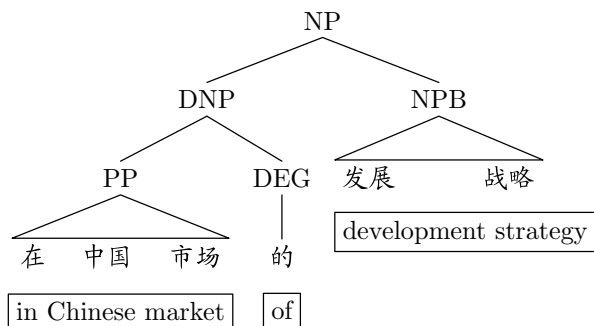 NP
DNP NPB
PP DEG 发展 战略
在 中国 市场 的 development strategy
in Chinese market of